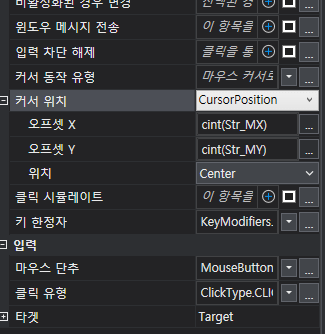 비활성화된 경우 변경 선택된 경
윈도우 메시지 전송 이 항목을
입력 차단 해제 클릭을 통
커서 동작 유형 마우스 커서로
커서 위치 CursorPosition
오프셋 X cint(Str_MX) ...
오프셋 Y cint(Str_MY) ...
위치 Center
클릭 시뮬레이트 이 항목을 ...
키 한정자 KeyModifiers. ...
입력
마우스 단추 MouseButton ...
클릭 유형 ClickType.CLI ...
타겟 Target ...